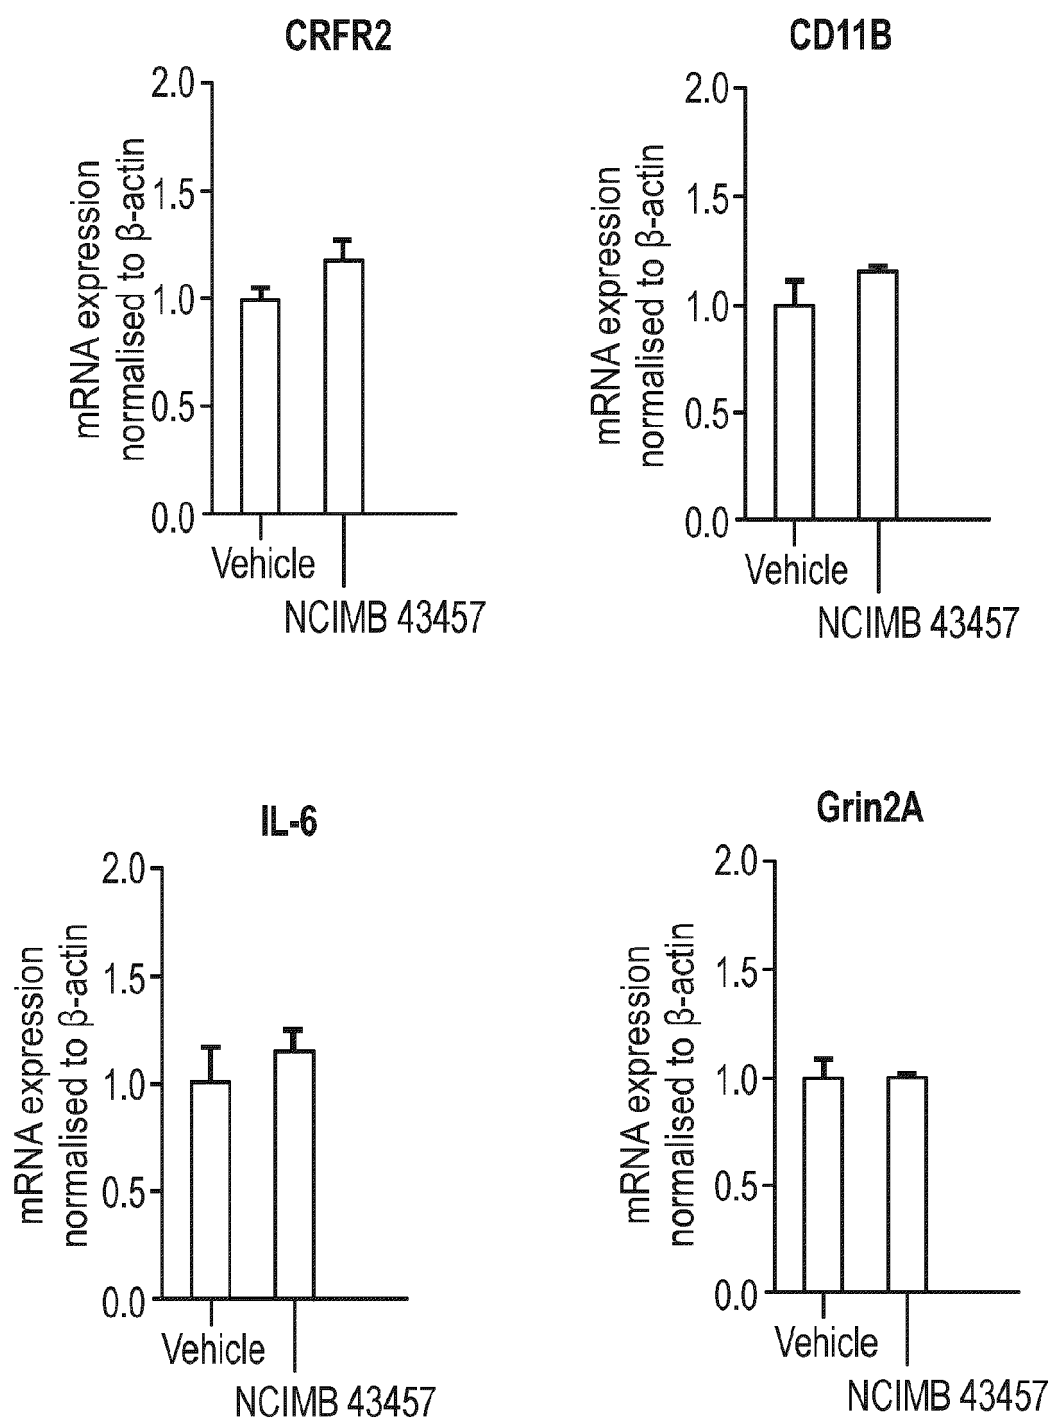 CRFR2
2.0
1.5
1.0
0.5
0.0
mRNA expression
normalised to β-actin
Vehicle
NCIMB 43457
CD11B
2.0
1.5
1.0
0.5
0.0
mRNA expression
normalised to β-actin
Vehicle
NCIMB 43457
IL-6
2.0
1.5
1.0
0.5
0.0
mRNA expression
normalised to β-actin
Vehicle
NCIMB 43457
Grin2A
2.0
1.5
1.0
0.5
0.0
mRNA expression
normalised to β-actin
Vehicle
NCIMB 43457